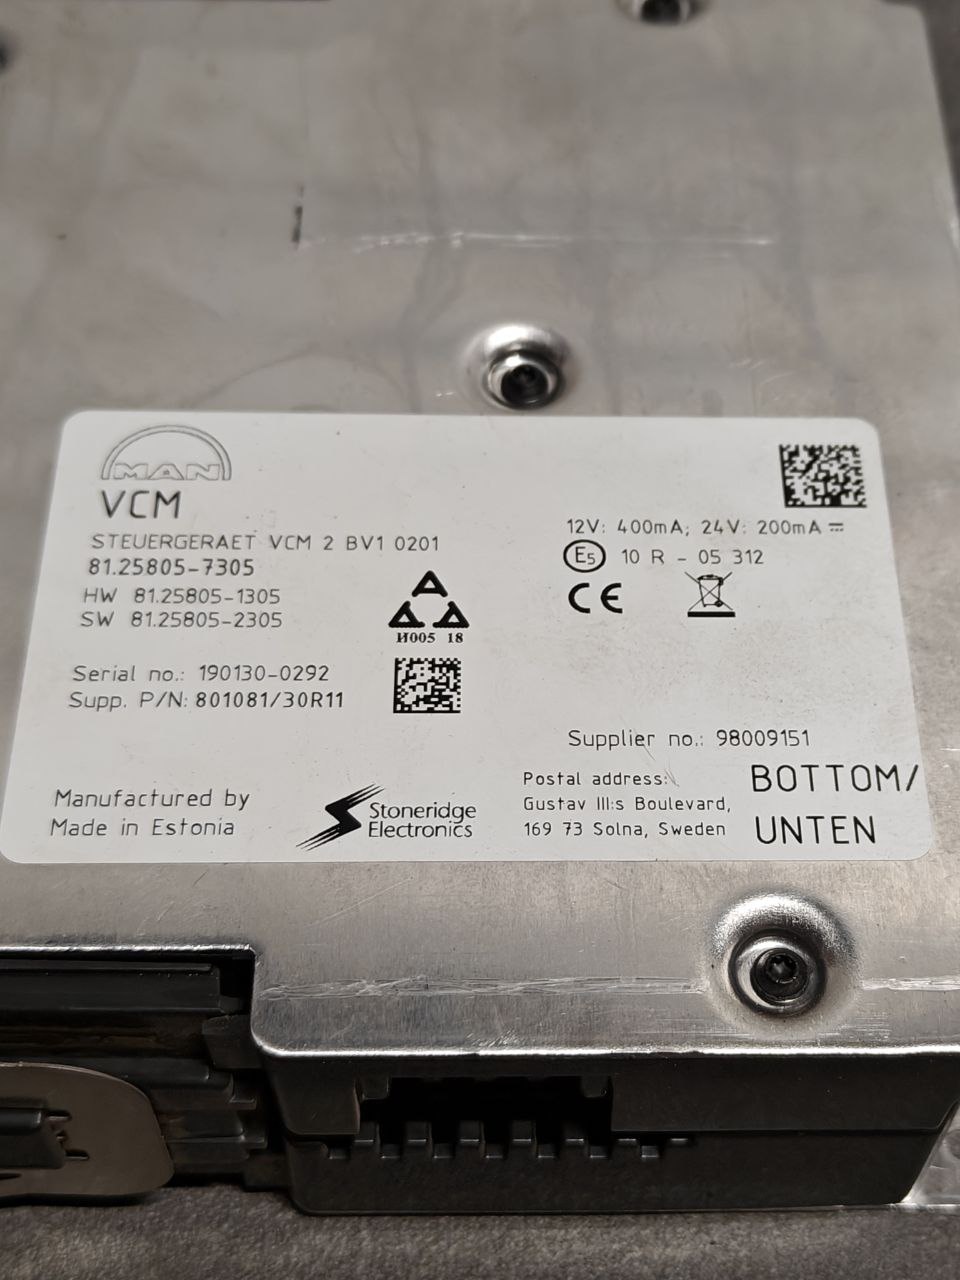 MAN
VCM
STEUERGERAET VCM 2 BV1 0201
81.25805-7305
HW 81.25805-1305
SW 81.25805-2305
И005 18
Serial no.: 190130-0292
Supp. P/N: 801081/30R11
Manufactured by
Made in Estonia
Stoneridge
Electronics
12V: 400mA; 24V: 200mA
E5 10 R - 05 312
CE
Supplier no.: 98009151
Postal address:
Gustav III:s Boulevard,
169 73 Solna, Sweden
BOTTOM/
UNTEN